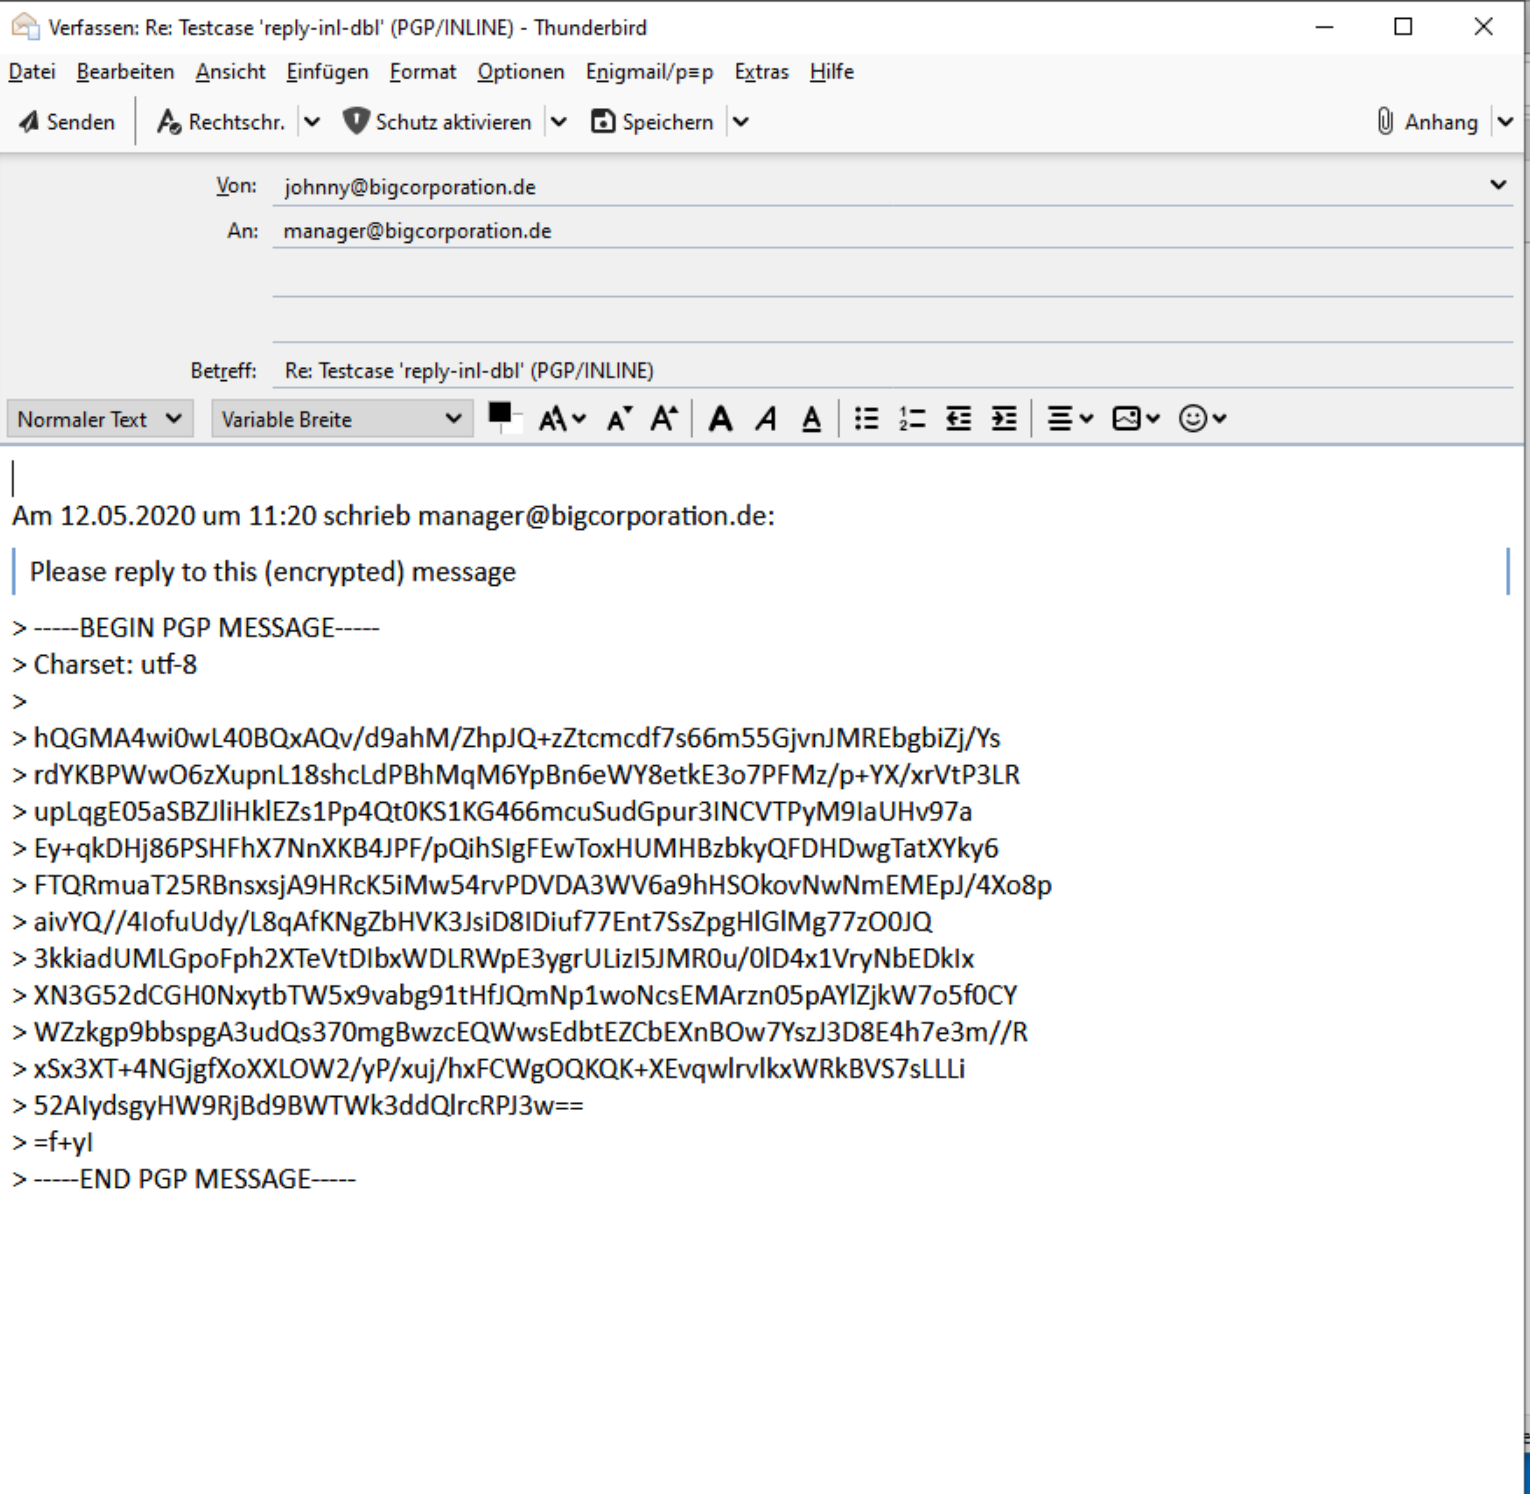 Verfassen: Re: Testcase 'reply-inl-dbl' (PGP/INLINE) - Thunderbird
Datei Bearbeiten Ansicht Einfügen Format Optionen Enigmail/p≡p Extras Hilfe
Senden Rechtschr. Schutz aktivieren Speichern Anhang
Von: johnny@bigcorporation.de
An: manager@bigcorporation.de
Betreff: Re: Testcase 'reply-inl-dbl' (PGP/INLINE)
Normaler Text Variable Breite
Am 12.05.2020 um 11:20 schrieb manager@bigcorporation.de:
Please reply to this (encrypted) message
> -----BEGIN PGP MESSAGE-----
> Charset: utf-8
>
> hQGMA4wi0wL40BQxAQv/d9ahM/ZhpJQ+zZtcmcdf7s66m55GjvnJMREbgbiZj/Ys
> rdYKBPWwO6zXupnL18shcLdPBhMqM6YpBn6eWY8etkE3o7PFMz/p+YX/xrVtP3LR
> upLqgE05aSBZJliHklEZs1Pp4Qt0KS1KG466mcuSudGpur3INCVTPyM9IaUHv97a
> Ey+qkDHj86PSHFhX7NnXKB4JPF/pQihSIgFEwToxHUMHBzbkyQFDHDwgTatXYky6
> FTQRmuaT25RBnsxsjA9HRcK5iMw54rvPDVDA3WV6a9hHSOkovNwNmEMEpJ/4Xo8p
> aivYQ//4IofuUdy/L8qAfKNgZbHVK3JsiD8IDiuf77Ent7SsZpgHlGlMg77zO0JQ
> 3kkiadUMLGpoFph2XTeVtDIbxWDLRWpE3ygrULizI5JMR0u/0lD4x1VryNbEDkIx
> XN3G52dCGH0NxytbTW5x9vabg91tHfJQmNp1woNcsEMArzn05pAYlZjkW7o5f0CY
> WZzkgp9bbspgA3udQs370mgBwzcEQWwsEdbtEZCbEXnBOw7YszJ3D8E4h7e3m//R
> xSx3XT+4NGjgfXoXXLOW2/yP/xuj/hxFCWgOQKQK+XEvqwlrvlkxWRkBVS7sLLLi
> 52AIydsgyHW9RjBd9BWTWk3ddQlrcRPJ3w==
> =f+yI
> -----END PGP MESSAGE-----